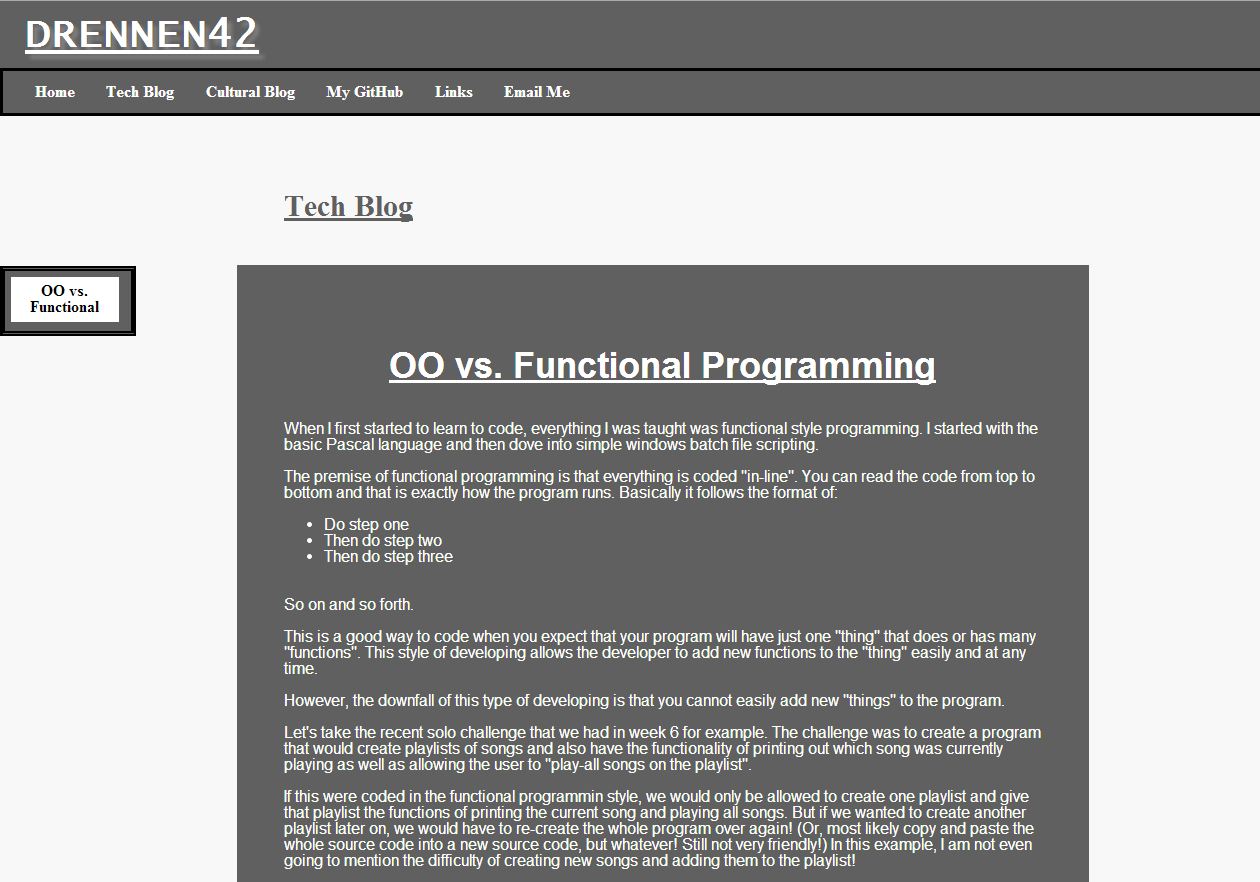 DRENNEN42
Home Tech Blog Cultural Blog My GitHub Links Email Me
Tech Blog
OO vs.
Functional
OO vs. Functional Programming
When I first started to learn to code, everything I was taught was functional style programming. I started with the
basic Pascal language and then dove into simple windows batch file scripting.
The premise of functional programming is that everything is coded "in-line". You can read the code from top to
bottom and that is exactly how the program runs. Basically it follows the format of:
• Do step one
• Then do step two
• Then do step three
So on and so forth.
This is a good way to code when you expect that your program will have just one "thing" that does or has many
"functions". This style of developing allows the developer to add new functions to the "thing" easily and at any
time.
However, the downfall of this type of developing is that you cannot easily add new "things" to the program.
Let's take the recent solo challenge that we had in week 6 for example. The challenge was to create a program
that would create playlists of songs and also have the functionality of printing out which song was currently
playing as well as allowing the user to "play-all songs on the playlist".
If this were coded in the functional programmin style, we would only be allowed to create one playlist and give
that playlist the functions of printing the current song and playing all songs. But if we wanted to create another
playlist later on, we would have to re-create the whole program over again! (Or, most likely copy and paste the
whole source code into a new source code, but whatever! Still not very friendly!) In this example, I am not even
going to mention the difficulty of creating new songs and adding them to the playlist!